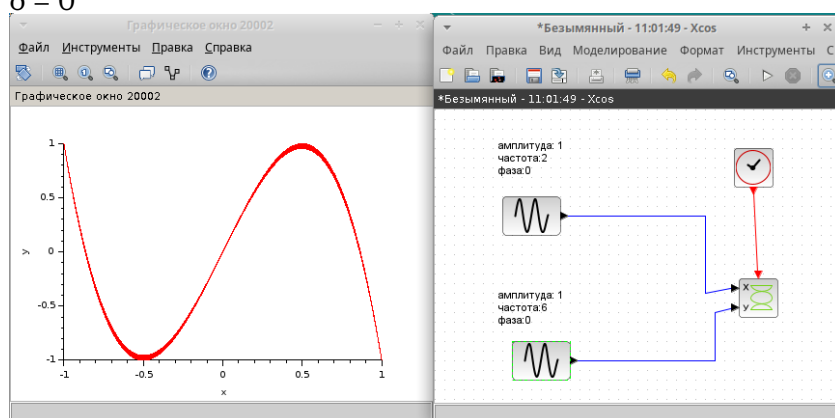 δ = 0
Графическое окно 20002
Файл Инструменты Правка Справка
Графическое окно 20002
1
0.5
0
-0.5
-1
y
-1 -0.5 0 0.5 1
x
*Безымянный - 11:01:49 - Xcos
Файл Правка Вид Моделирование Формат Инструменты С
*Безымянный - 11:01:49 - Xcos
амплитуда: 1
частота:2
фаза:0
амплитуда: 1
частота:6
фаза:0
X
y